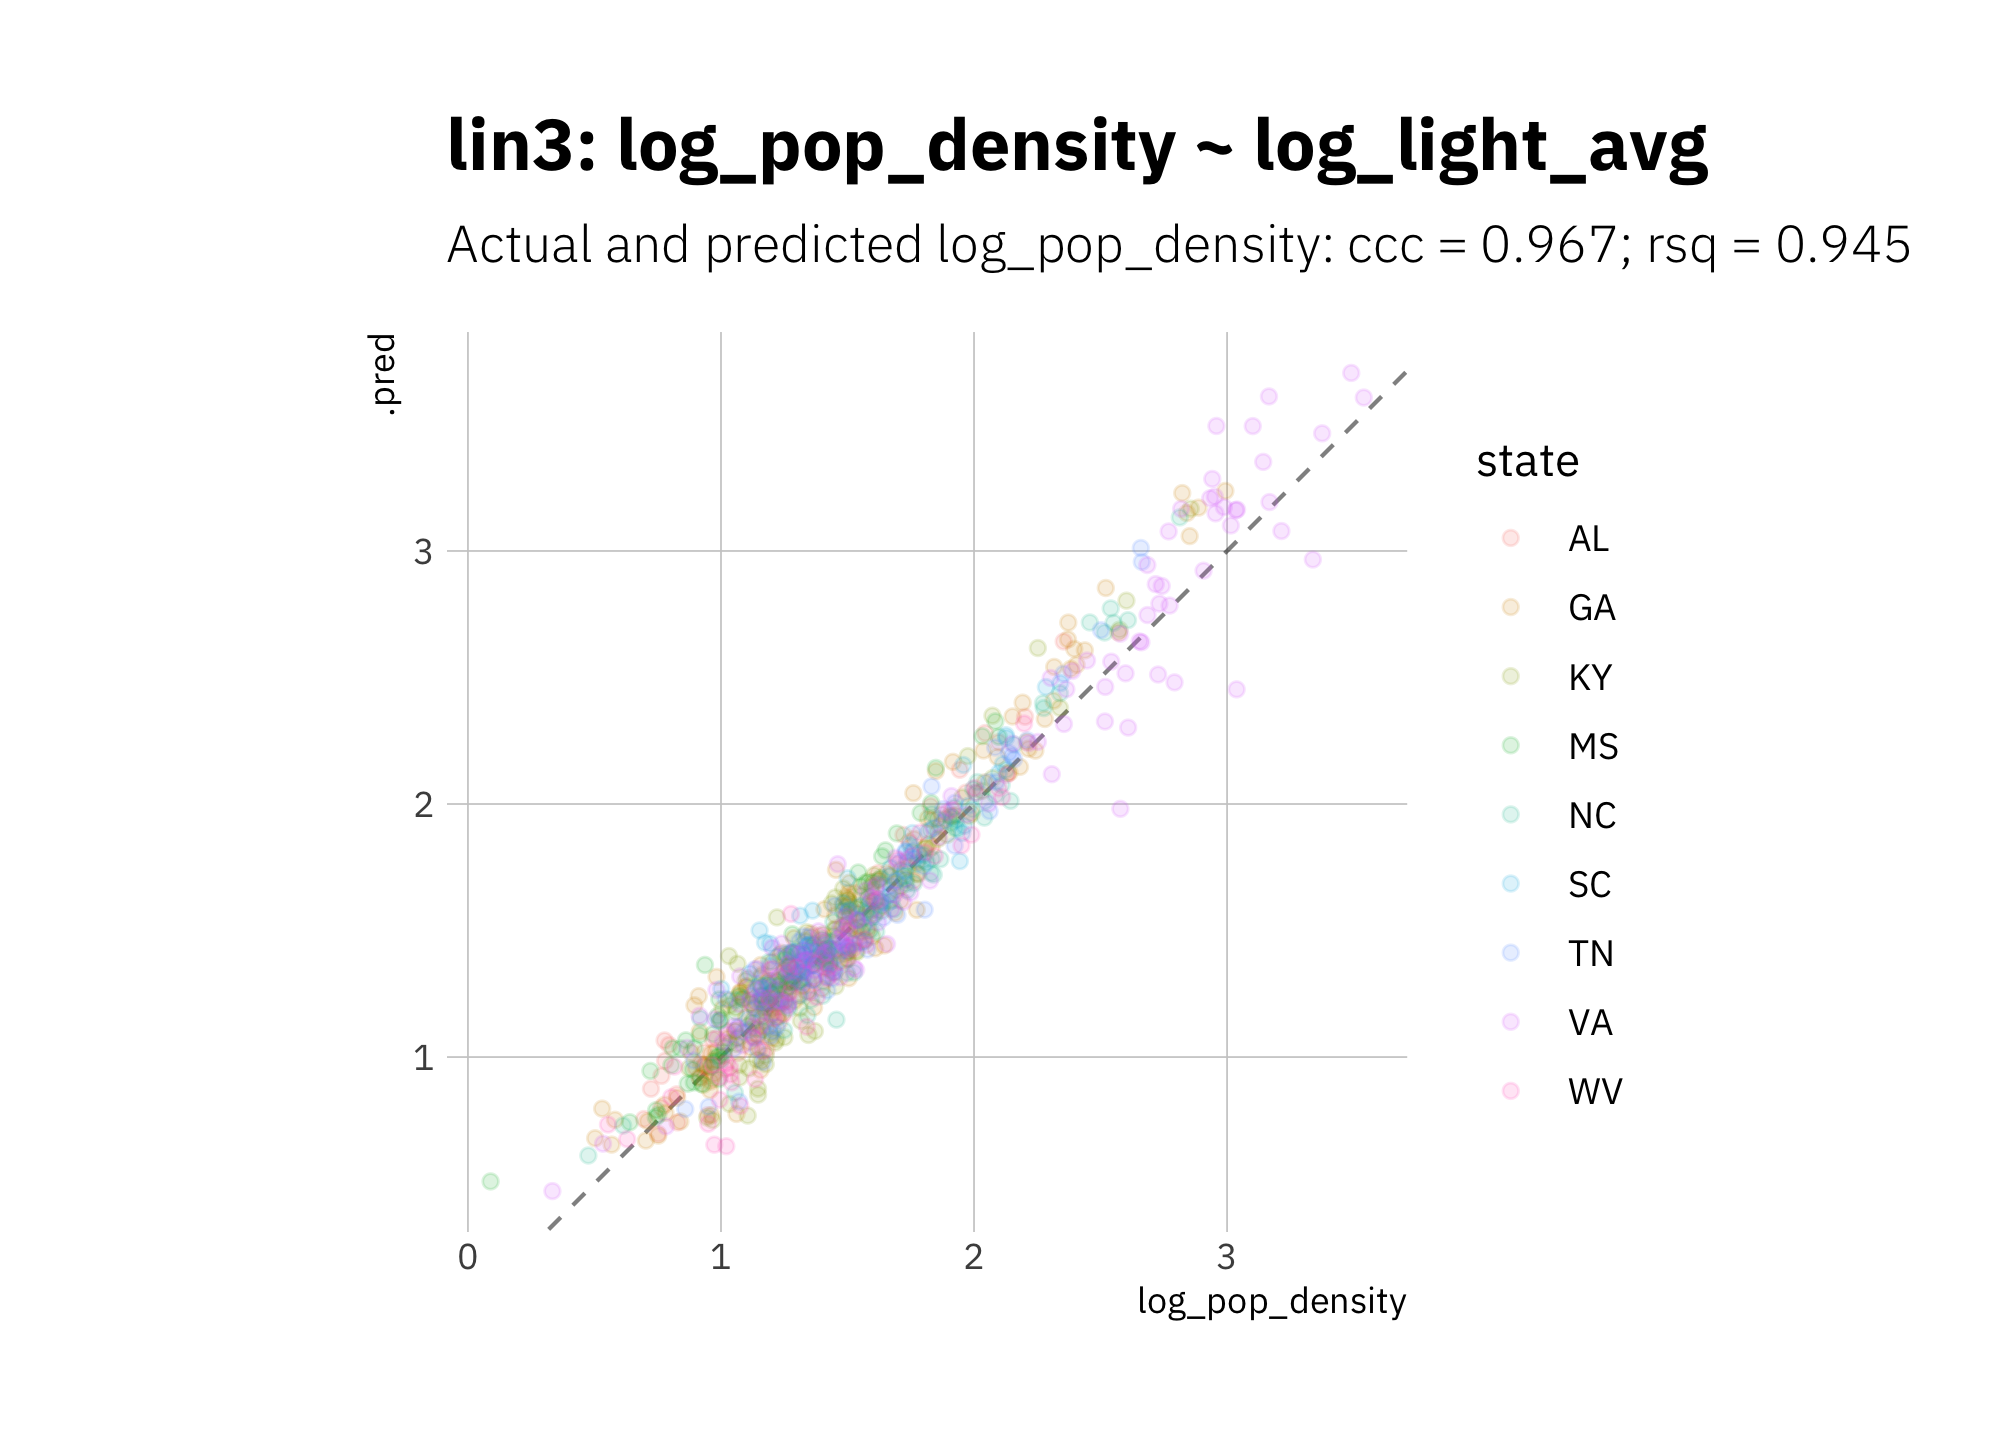 lin3: log_pop_density ~ log_light_avg
Actual and predicted log_pop_density: ccc = 0.967; rsq = 0.945
.pred
3
2
1
0 1 2 3
log_pop_density
state
AL
GA
KY
MS
NC
SC
TN
VA
WV